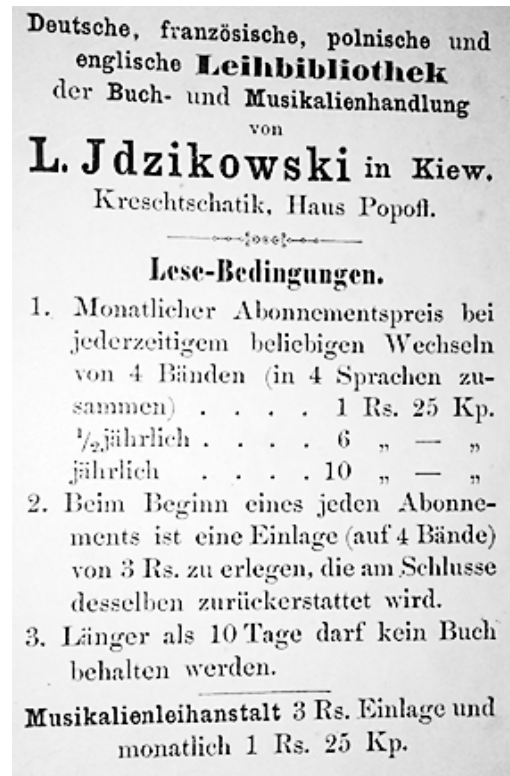 Deutsche, französische, polnische und
englische Leihbibliothek
der Buch- und Musikalienhandlung
von
L. Jdzikowski in Kiew.
Kreschtschatik, Haus Popoff.
Lese-Bedingungen.
1. Monatlicher Abonnementspreis bei
jederzeitigem beliebigen Wechseln
von 4 Bänden (in 4 Sprachen zu-
sammen) . . . . 1 Rs. 25 Kp.
½jährlich . . . . 6 „ — „
jährlich . . . . 10 „ — „
2. Beim Beginn eines jeden Abonne-
ments ist eine Einlage (auf 4 Bände)
von 3 Rs. zu erlegen, die am Schlusse
desselben zurückerstattet wird.
3. Länger als 10 Tage darf kein Buch
behalten werden.
Musikalienleihanstalt 3 Rs. Einlage und
monatlich 1 Rs. 25 Kp.